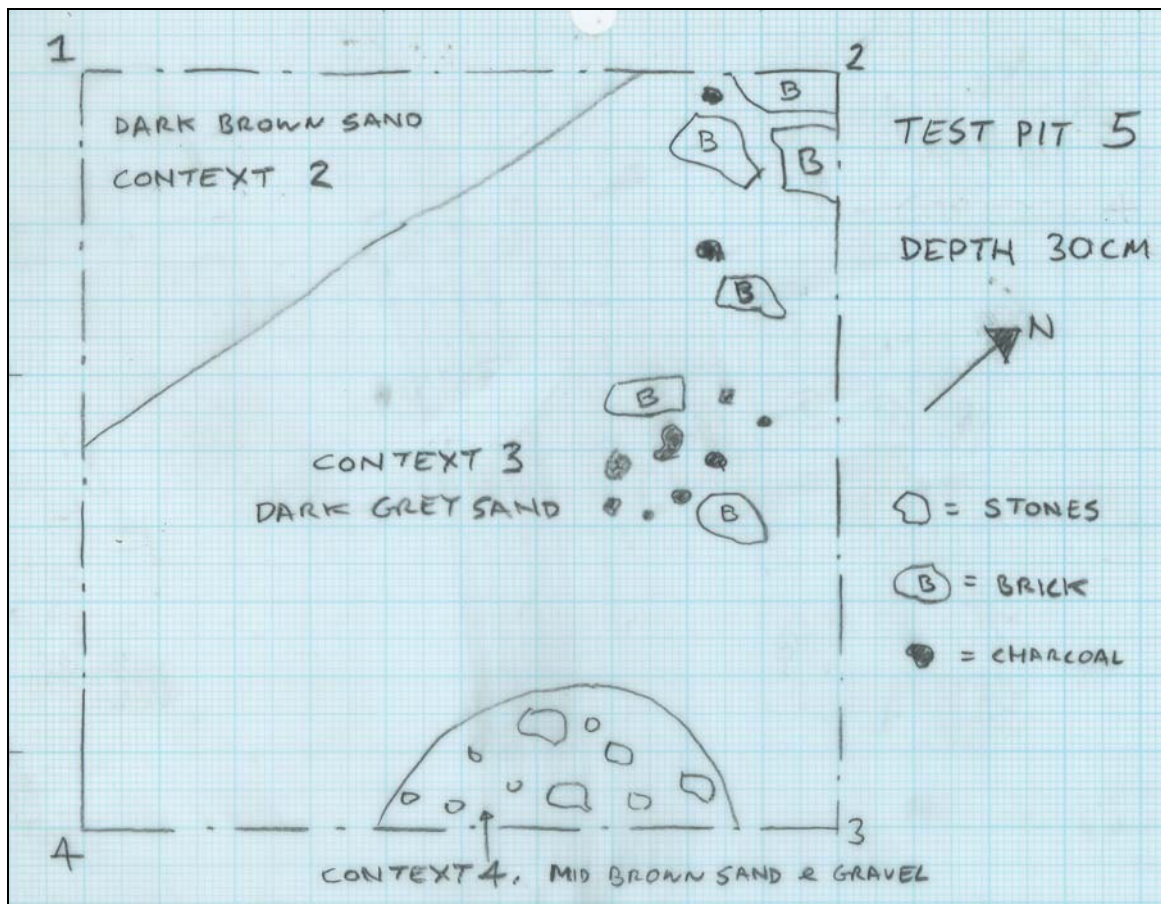 1
2
DARK BROWN SAND
CONTEXT 2
B
B
B
TEST PIT 5
DEPTH 30CM
B
N
B
CONTEXT 3
DARK GREY SAND
B
= STONES
B = BRICK
= CHARCOAL
4
3
CONTEXT 4. MID BROWN SAND & GRAVEL